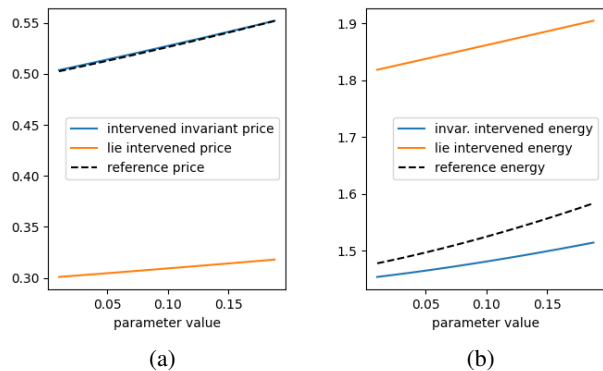 0.55
0.50
0.45
0.40
0.35
0.30
intervened invariant price
lie intervened price
reference price
0.05 0.10 0.15
parameter value
(a)
1.9
1.8
1.7
1.6
1.5
invar. intervened energy
lie intervened energy
reference energy
0.05 0.10 0.15
parameter value
(b)